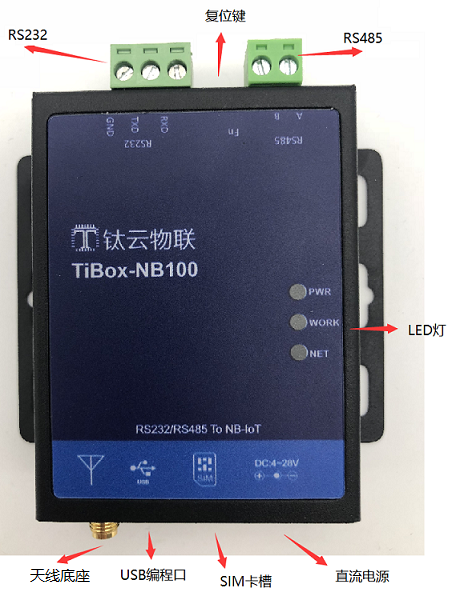 复位键
RS232
RS485
GND
TXD
RXD
RS232
Fn
B
A
RS485
钛云物联
TiBox-NB100
PWR
WORK
LED灯
NET
RS232/RS485 To NB-IoT
USB
SIM
DC:4~28V
天线底座
USB编程口
SIM卡槽
直流电源